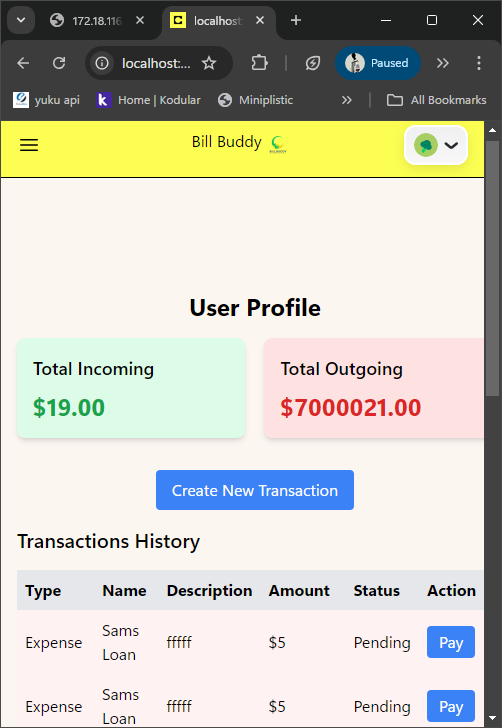 172.18.116
localhost:
localhost:...
Paused
yuku api
Home | Kodular
Miniplistic
All Bookmarks
Bill Buddy
BILLBUDDY
User Profile
Total Incoming
$19.00
Total Outgoing
$7000021.00
Create New Transaction
Transactions History
Type Name Description Amount Status Action
Expense Sams Loan fffff $5 Pending Pay
Expense Sams Loan fffff $5 Pending Pay